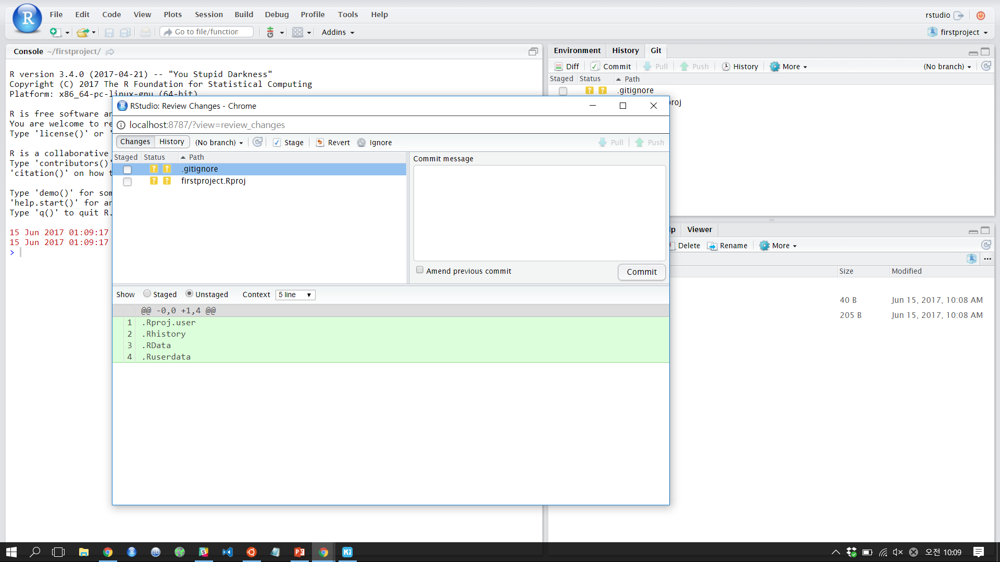 R
File Edit Code View Plots Session Build Debug Profile Tools Help
rstudio
Go to file/function
Addins
firstproject
Console ~/firstproject/
R version 3.4.0 (2017-04-21) -- "You Stupid Darkness"
Copyright (C) 2017 The R Foundation for Statistical Computing
Platform: x86_64-pc-linux-gnu (64-bit)
R is free software an
You are welcome to re
Type 'license()' or '
R is a collaborative
Type 'contributors()'
'citation()' on how t
Type 'demo()' for som
'help.start()' for an
Type 'q()' to quit R.
15 Jun 2017 01:09:17
15 Jun 2017 01:09:17
>
Environment History Git
Diff Commit Pull Push History More (No branch)
Staged Status Path
? ? .gitignore
roj
RStudio: Review Changes - Chrome
localhost:8787/?view=review_changes
Changes History (No branch) Stage Revert Ignore Pull Push
Staged Status Path
? ? .gitignore
? ? firstproject.Rproj
Commit message
Amend previous commit
Commit
Show Staged Unstaged Context 5 line
@@ -0,0 +1,4 @@
1 .Rproj.user
2 .Rhistory
3 .RData
4 .Ruserdata
lp Viewer
Delete Rename More
Size Modified
40 B Jun 15, 2017, 10:08 AM
205 B Jun 15, 2017, 10:08 AM
오전 10:09